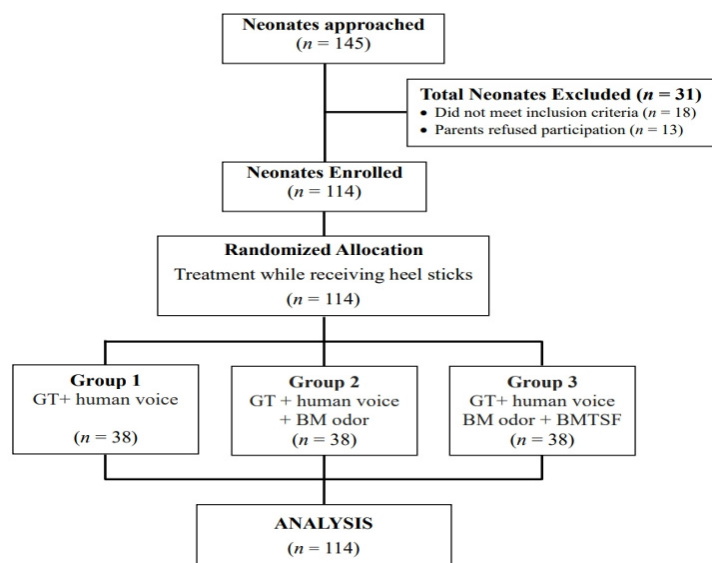 Neonates approached
(n = 145)
Total Neonates Excluded (n = 31)
• Did not meet inclusion criteria (n = 18)
• Parents refused participation (n = 13)
Neonates Enrolled
(n = 114)
Randomized Allocation
Treatment while receiving heel sticks
(n = 114)
Group 1
GT+ human voice
(n = 38)
Group 2
GT + human voice
+ BM odor
(n = 38)
Group 3
GT+ human voice
BM odor + BMTSF
(n = 38)
ANALYSIS
(n = 114)